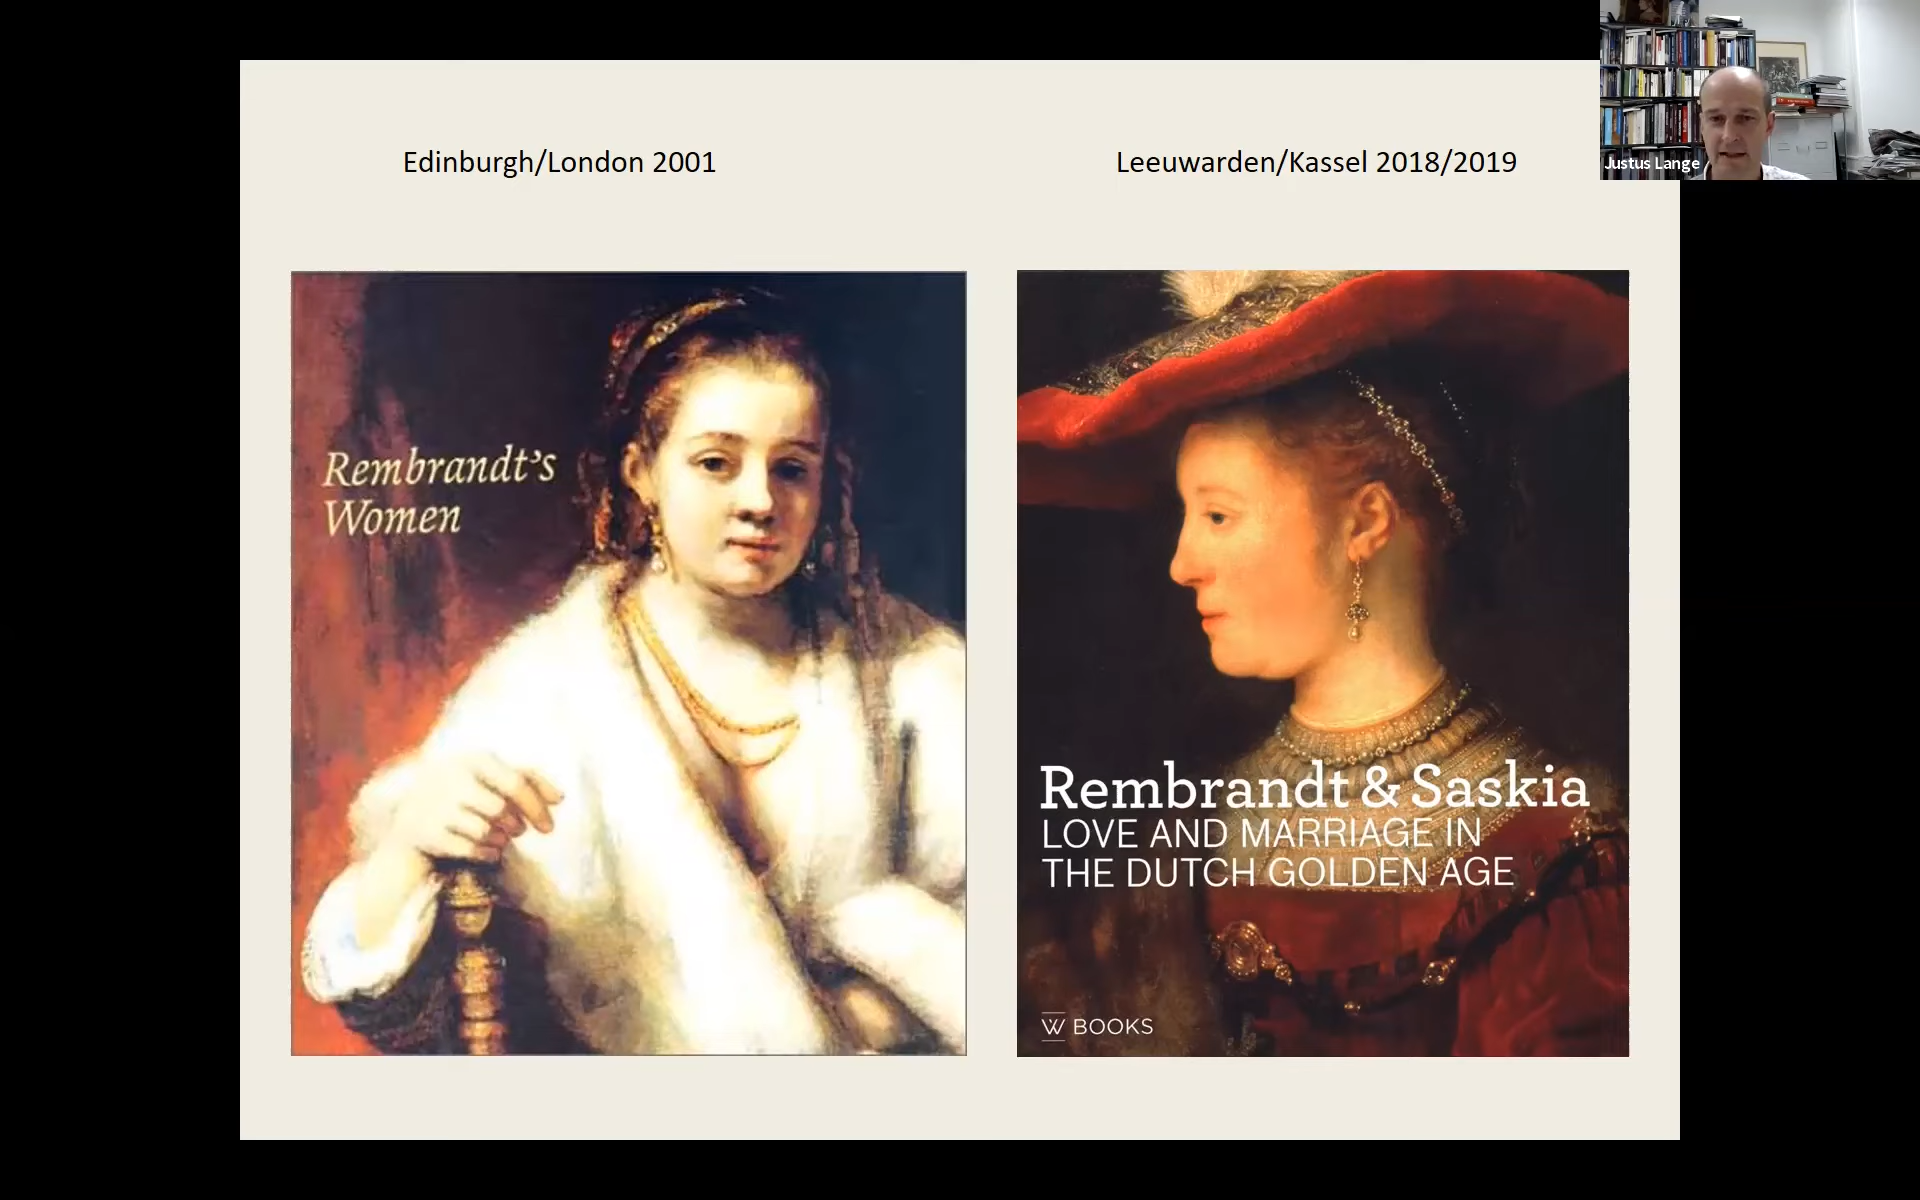 Edinburgh/London 2001
Leeuwarden/Kassel 2018/2019
Justus Lange
Rembrandt's
Women
Rembrandt & Saskia
LOVE AND MARRIAGE IN
THE DUTCH GOLDEN AGE
W BOOKS